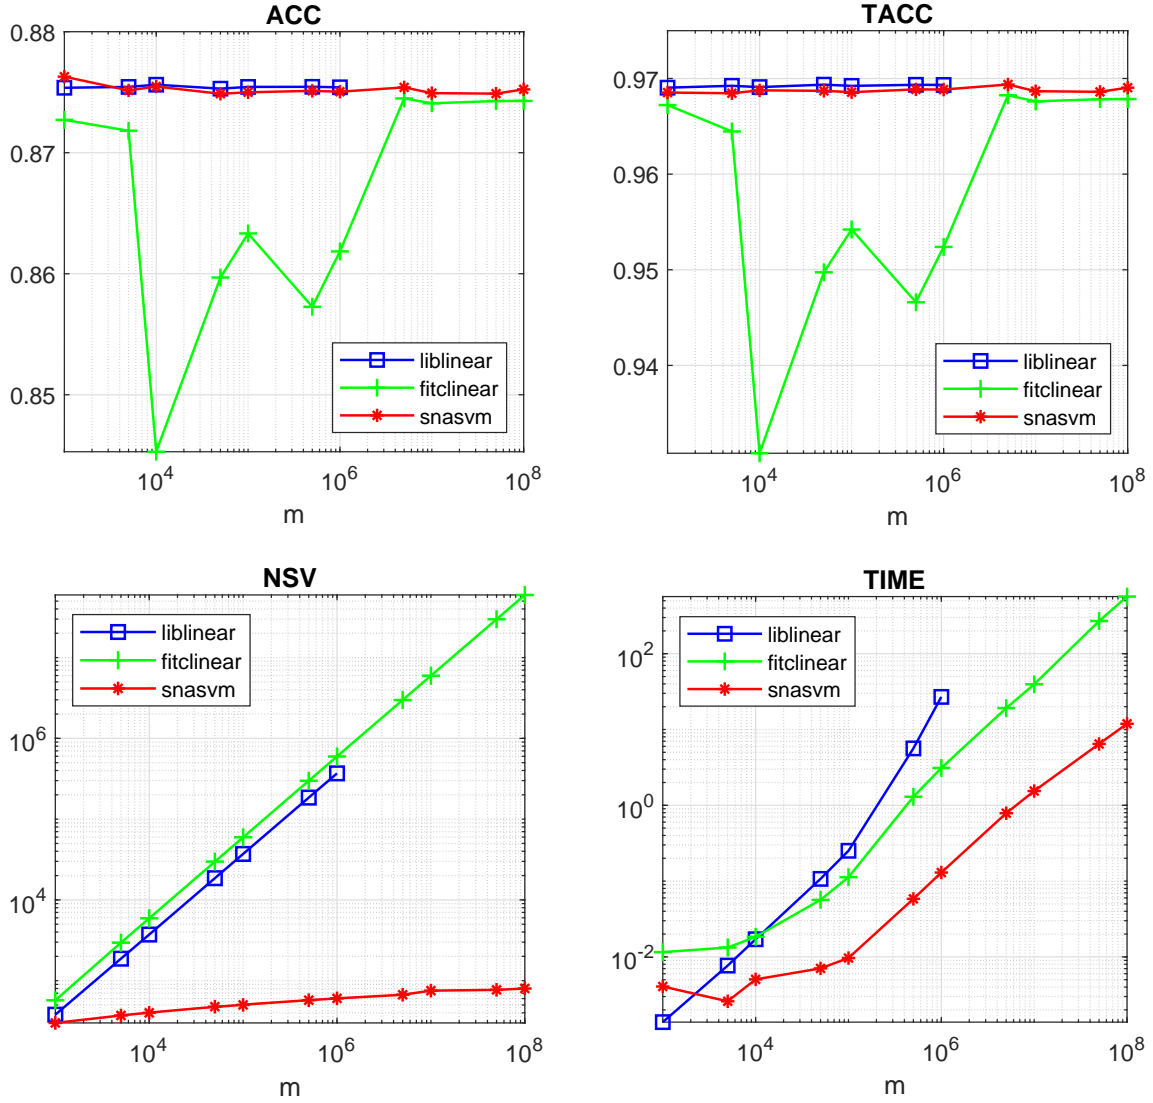 ACC
0.88
0.87
0.86
0.85
10^4
10^6
10^8
m
liblinear
fitclinear
snasvm
TACC
0.97
0.96
0.95
0.94
10^4
10^6
10^8
m
liblinear
fitclinear
snasvm
NSV
10^6
10^4
10^4
10^6
10^8
m
liblinear
fitclinear
snasvm
TIME
10^2
10^0
10^-2
10^4
10^6
10^8
m
liblinear
fitclinear
snasvm